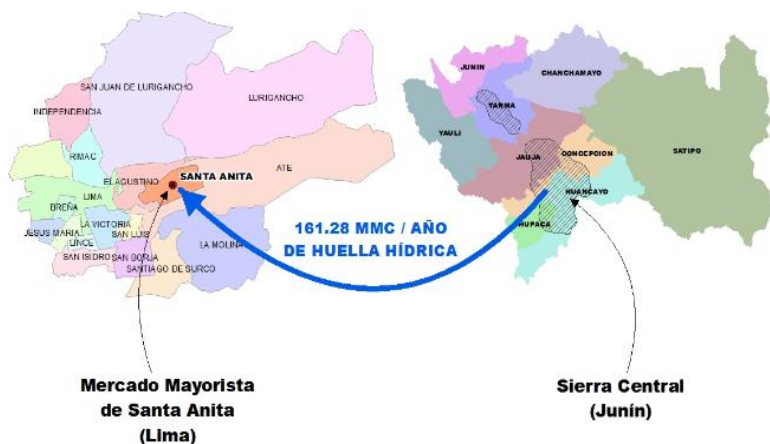 SAN JUAN DE LURIGANCHO
LURIGANCHO
INDEPENDENCIA
RIMAC
SANTA ANITA
ATE
EL AGUSTINO
LIMA
BREÑA
LA VICTORIA
JESUS MARIA
LINCE
SAN LUIS
SAN ISIDRO
SAN BORJA
LA MOLINA
SANTIAGO DE SURCO
JUNIN
CHANCHAMAYO
TARMA
YAULI
JAUJA
CONCEPCION
SATIPO
HUANCAYO
HUPACA
161.28 MMC / AÑO
DE HUELLA HÍDRICA
Mercado Mayorista
de Santa Anita
(Lima)
Sierra Central
(Junín)